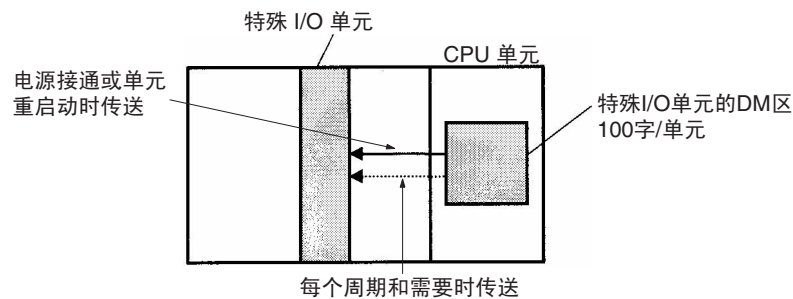 特殊 I/O 单元
CPU 单元
电源接通或单元
重启动时传送
特殊I/O单元的DM区
100字/单元
每个周期和需要时传送